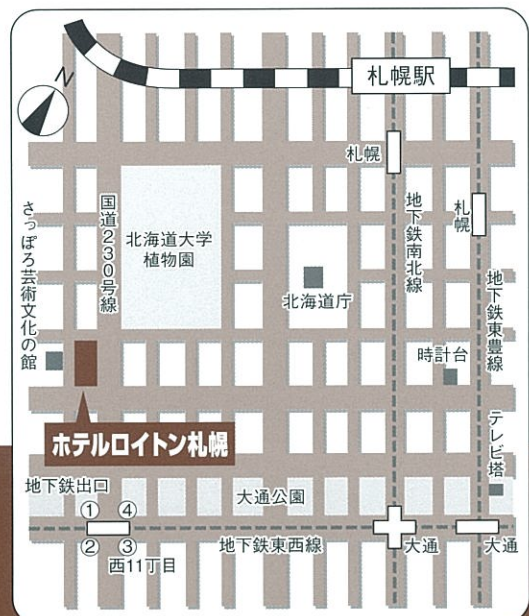 札幌駅
N
札幌
札幌
国道230号線
地下鉄南北線
さっぽろ芸術文化の館
北海道大学
植物園
北海道庁
地下鉄東豊線
時計台
ホテルロイトン札幌
テレビ塔
地下鉄出口
大通公園
① ④
② ③
地下鉄東西線
大通
大通
西11丁目